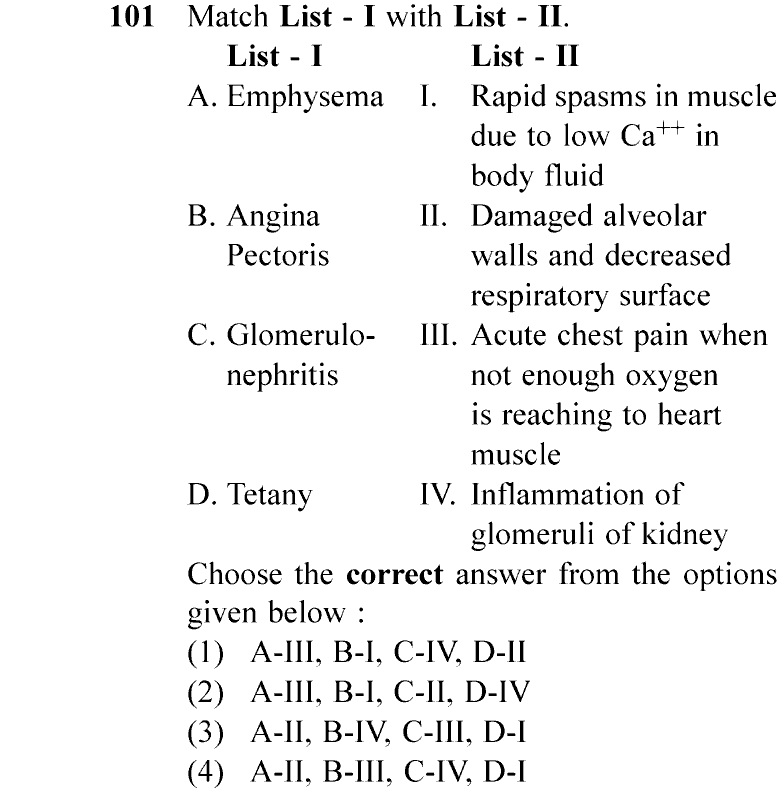 101 Match List - I with List - II.
List - I List - II
A. Emphysema I. Rapid spasms in muscle
due to low Ca⁺⁺ in
body fluid
B. Angina II. Damaged alveolar
Pectoris walls and decreased
respiratory surface
C. Glomerulo- III. Acute chest pain when
nephritis not enough oxygen
is reaching to heart
muscle
D. Tetany IV. Inflammation of
glomeruli of kidney
Choose the correct answer from the options
given below :
(1) A-III, B-I, C-IV, D-II
(2) A-III, B-I, C-II, D-IV
(3) A-II, B-IV, C-III, D-I
(4) A-II, B-III, C-IV, D-I